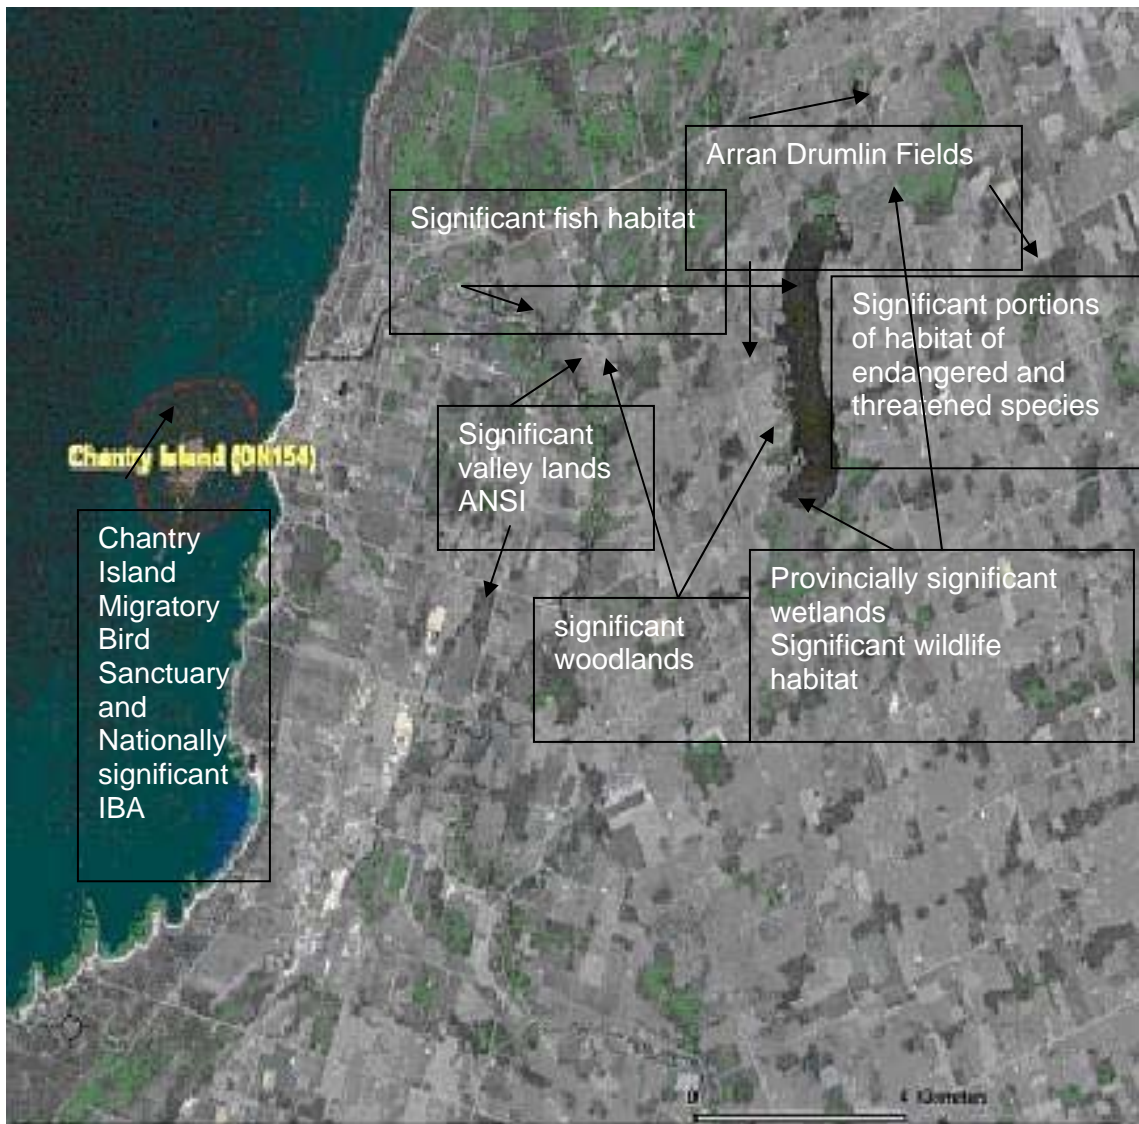 Arran Drumlin Fields
Significant fish habitat
Significant portions
of habitat of
endangered and
threatened species
Significant
valley lands
ANSI
Chantry Island (ON154)
Chantry
Island
Migratory
Bird
Sanctuary
and
Nationally
significant
IBA
significant
woodlands
Provincially significant
wetlands
Significant wildlife
habitat
0 4 Kilometers